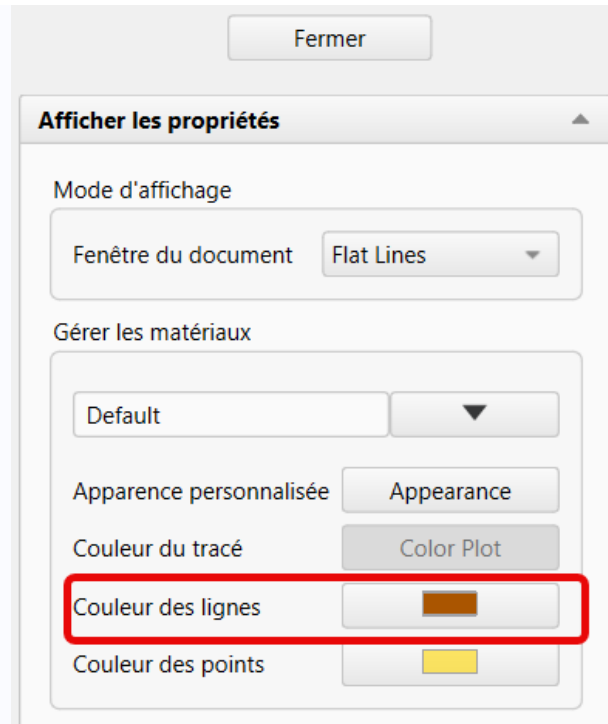 Fermer
Afficher les propriétés
Mode d'affichage
Fenêtre du document Flat Lines
Gérer les matériaux
Default
Apparence personnalisée Appearance
Couleur du tracé Color Plot
Couleur des lignes
Couleur des points